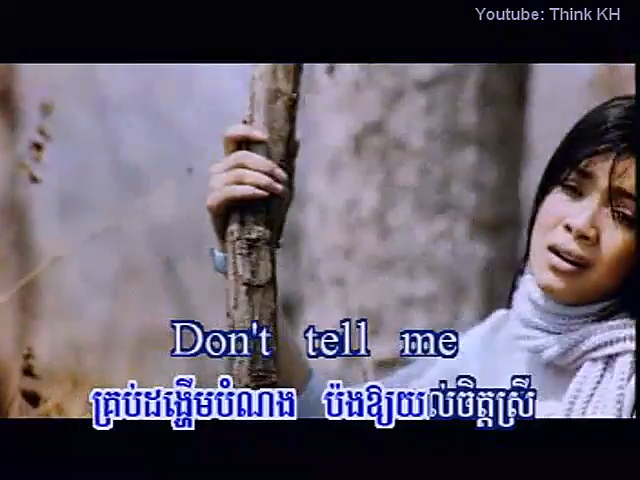 Youtube: Think KH
Don't tell me
គ្រប់ដង្ហើមបំណង ប៉ងឱ្យយល់ចិត្តស្រី